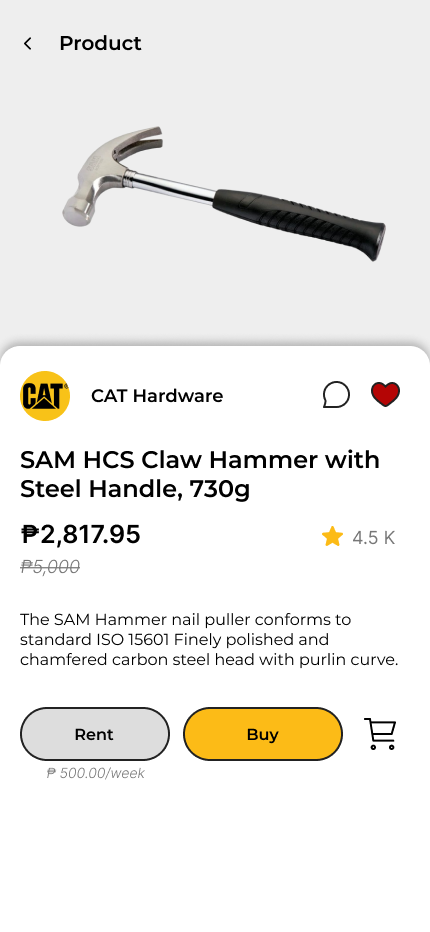 Product
CAT
CAT Hardware
SAM HCS Claw Hammer with
Steel Handle, 730g
₱2,817.95
4.5 K
₱5,000
The SAM Hammer nail puller conforms to
standard ISO 15601 Finely polished and
chamfered carbon steel head with purlin curve.
Rent
Buy
₱ 500.00/week